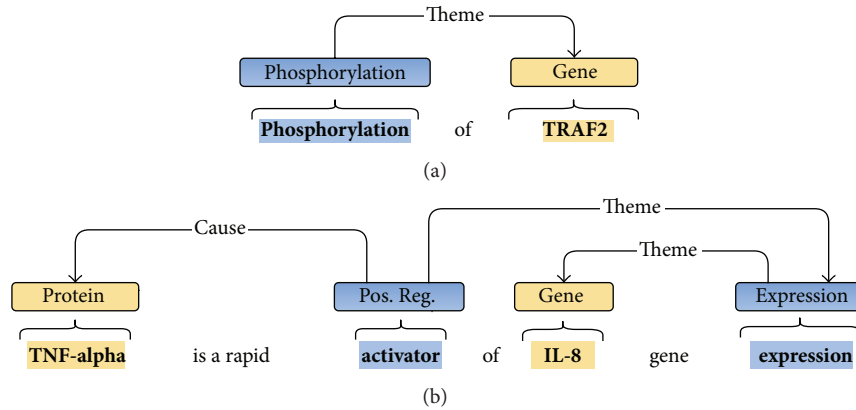 Theme
Phosphorylation Gene
Phosphorylation of TRAF2
(a)
Theme
Cause
Theme
Protein Pos. Reg. Gene Expression
TNF-alpha is a rapid activator of IL-8 gene expression
(b)